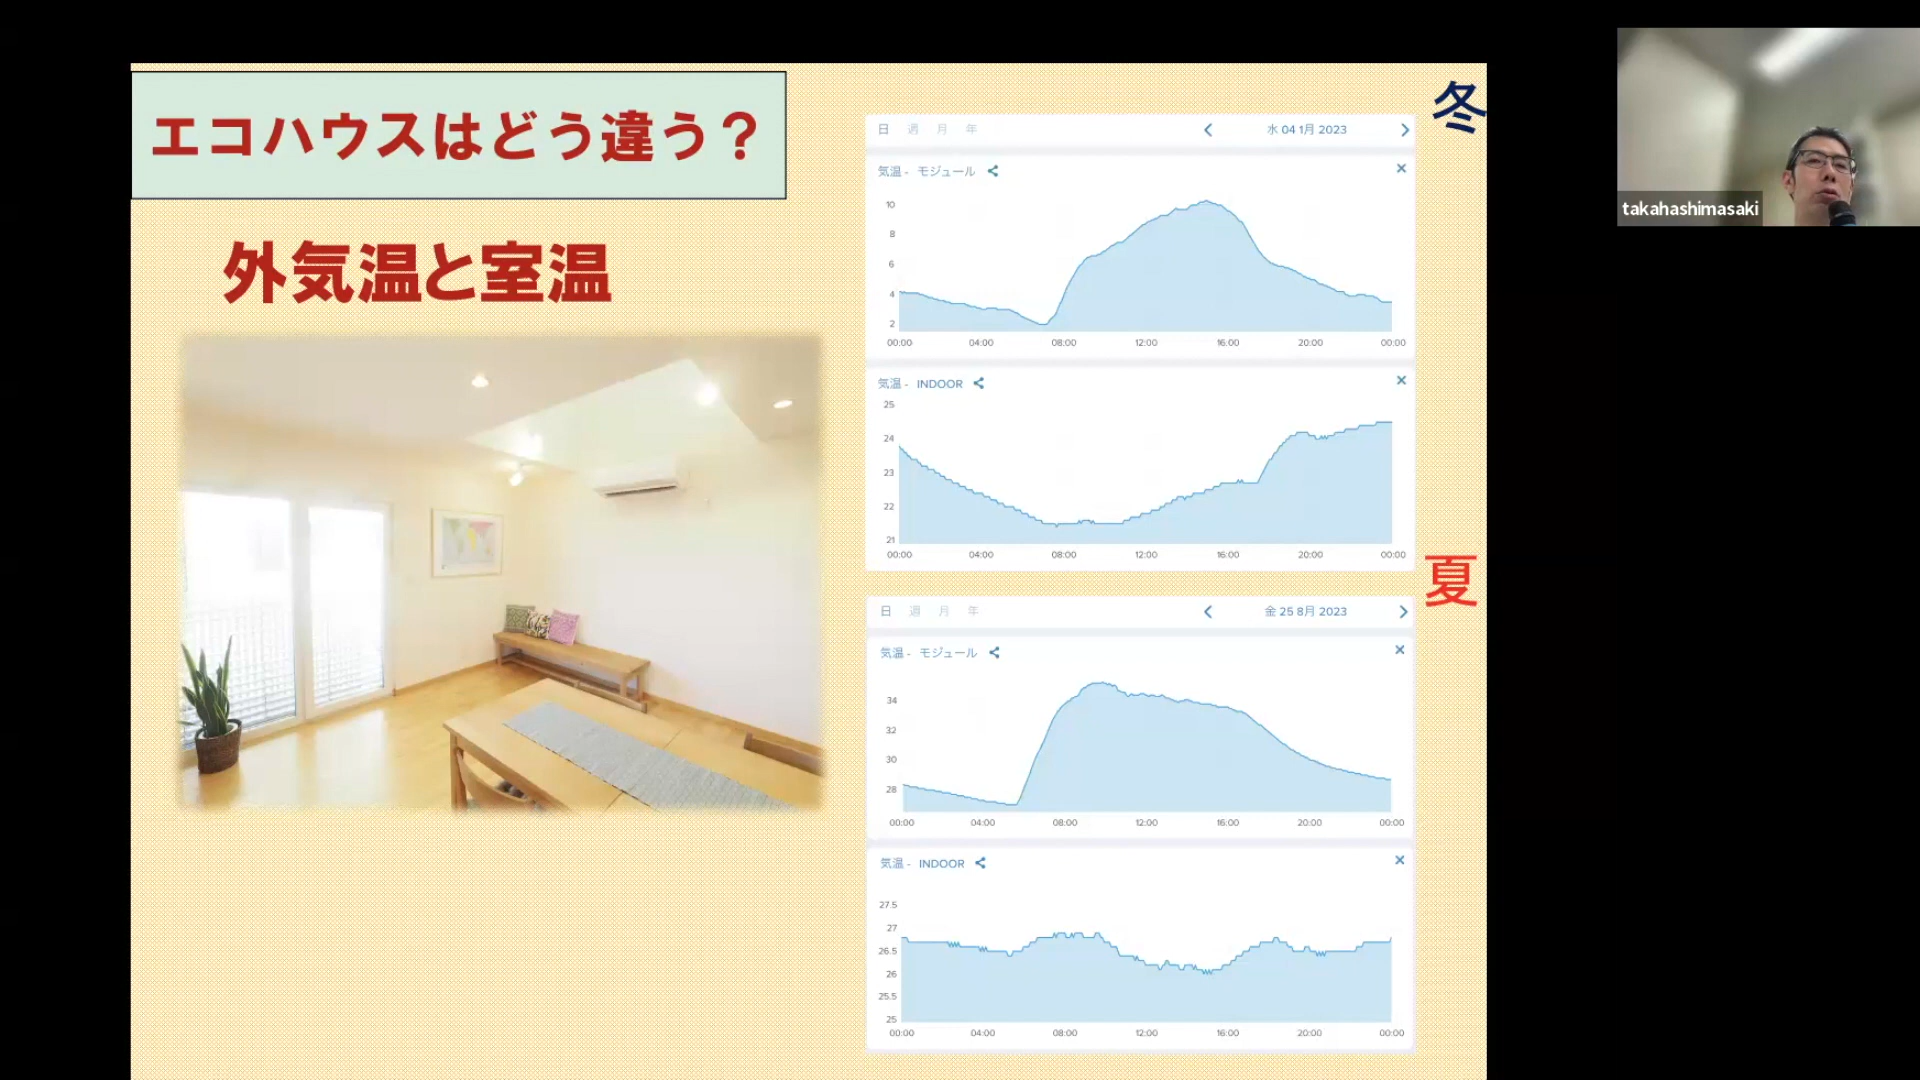 エコハウスはどう違う？
外気温と室温
冬
日 週 月 年
水 04 1月 2023
気温 - モジュール
10
8
6
4
2
00:00 04:00 08:00 12:00 16:00 20:00 00:00
気温 - INDOOR
25
24
23
22
21
00:00 04:00 08:00 12:00 16:00 20:00 00:00
夏
日 週 月 年
金 25 8月 2023
気温 - モジュール
34
32
30
28
00:00 04:00 08:00 12:00 16:00 20:00 00:00
気温 - INDOOR
27.5
27
26.5
26
25.5
25
00:00 04:00 08:00 12:00 16:00 20:00 00:00
takahashimasaki